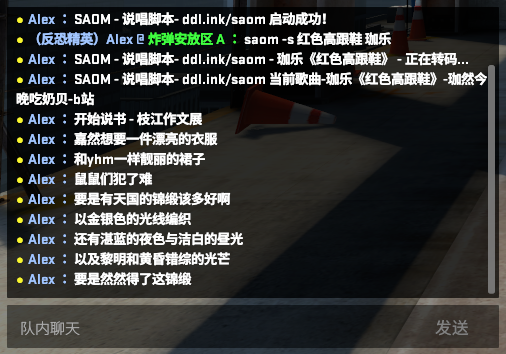 Alex : SAOM - 说唱脚本- ddl.ink/saom 启动成功!
(反恐精英) Alex @ 炸弹安放区 A : saom -s 红色高跟鞋 珈乐
Alex : SAOM - 说唱脚本- ddl.ink/saom - 珈乐《红色高跟鞋》 - 正在转码...
Alex : SAOM - 说唱脚本- ddl.ink/saom 当前歌曲-珈乐《红色高跟鞋》-珈然今
晚吃奶贝-b站
Alex : 开始说书 - 枝江作文展
Alex : 嘉然想要一件漂亮的衣服
Alex : 和yhm一样靓丽的裙子
Alex : 鼠鼠们犯了难
Alex : 要是有天国的锦缎该多好啊
Alex : 以金银色的光线编织
Alex : 还有湛蓝的夜色与洁白的昼光
Alex : 以及黎明和黄昏错综的光芒
Alex : 要是然然得了这锦缎
队内聊天
发送